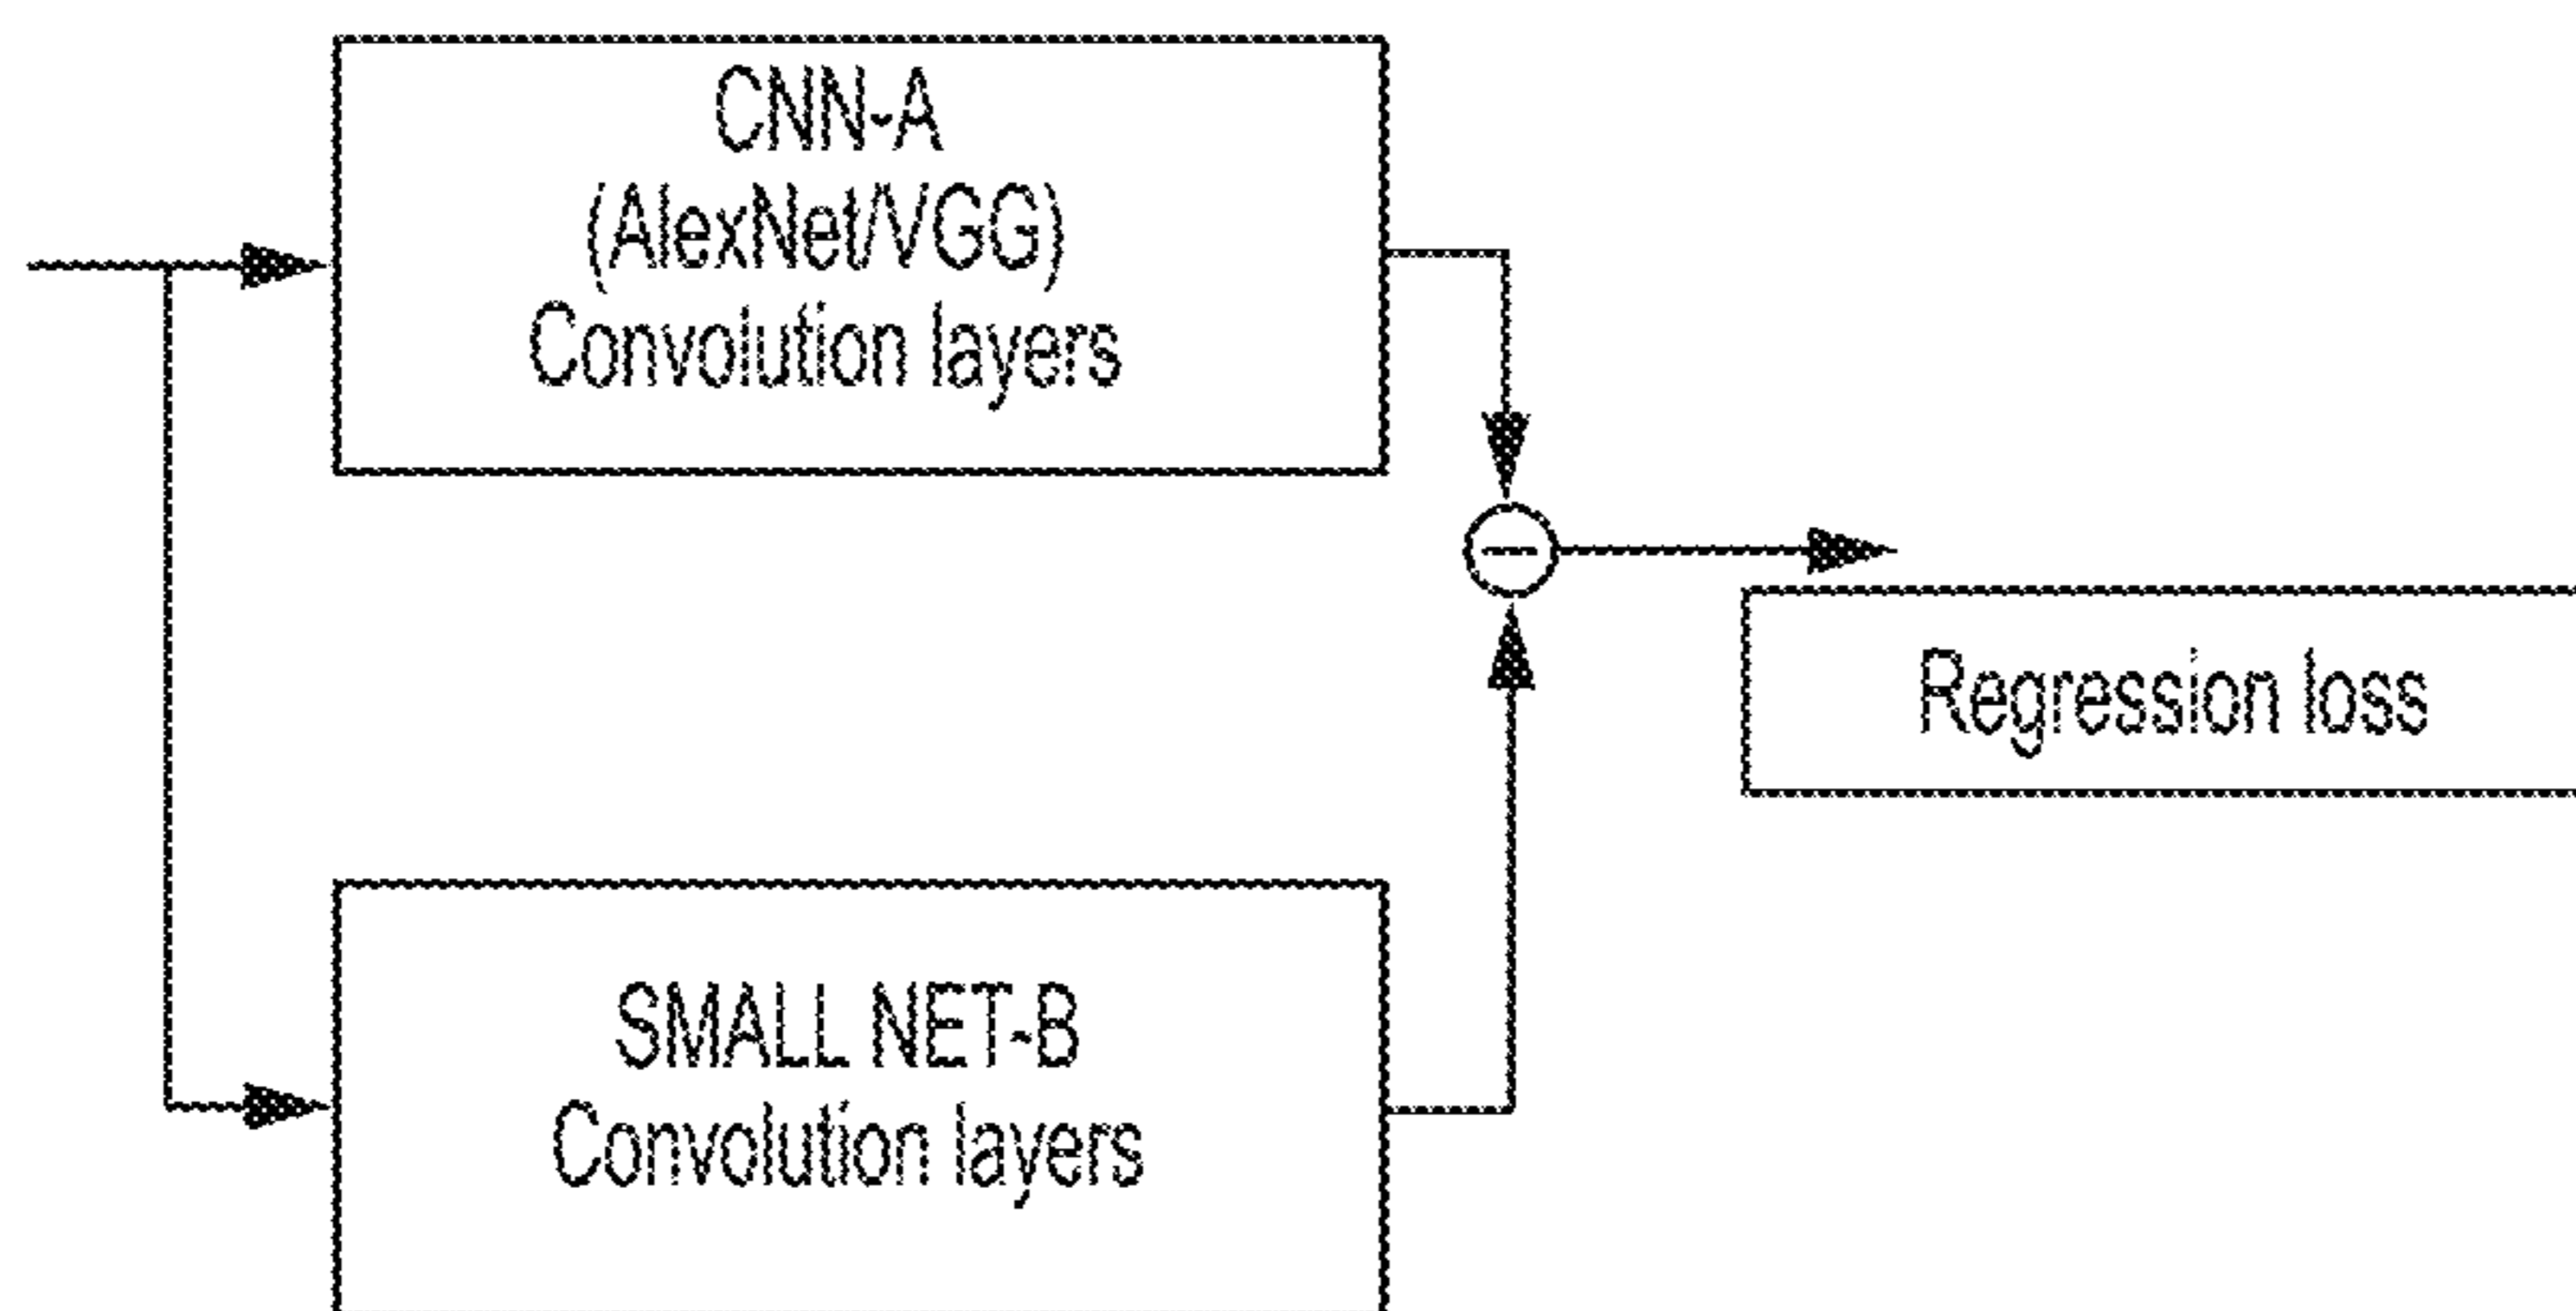 CNN-A
(AlexNet/VGG)
Convolution layers
Regression loss
SMALL NET-B
Convolution layers